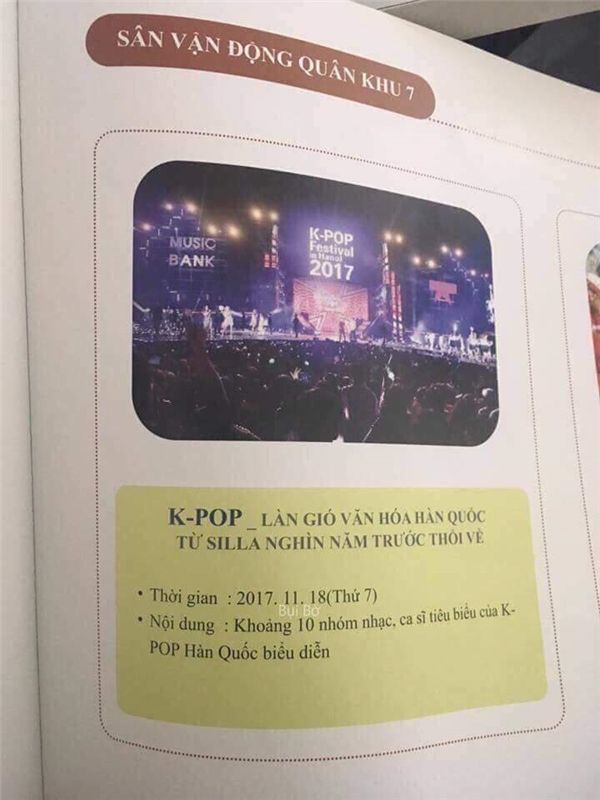 SÂN VẬN ĐỘNG QUÂN KHU 7
MUSIC
BANK
K-POP
Festival
in Hanoi
2017
K-POP _ LÀN GIÓ VĂN HÓA HÀN QUỐC
TỪ SILLA NGHÌN NĂM TRƯỚC THỔI VỀ
• Thời gian : 2017. 11. 18(Thứ 7)
Bụi Bờ
• Nội dung : Khoảng 10 nhóm nhạc, ca sĩ tiêu biểu của K-
POP Hàn Quốc biểu diễn